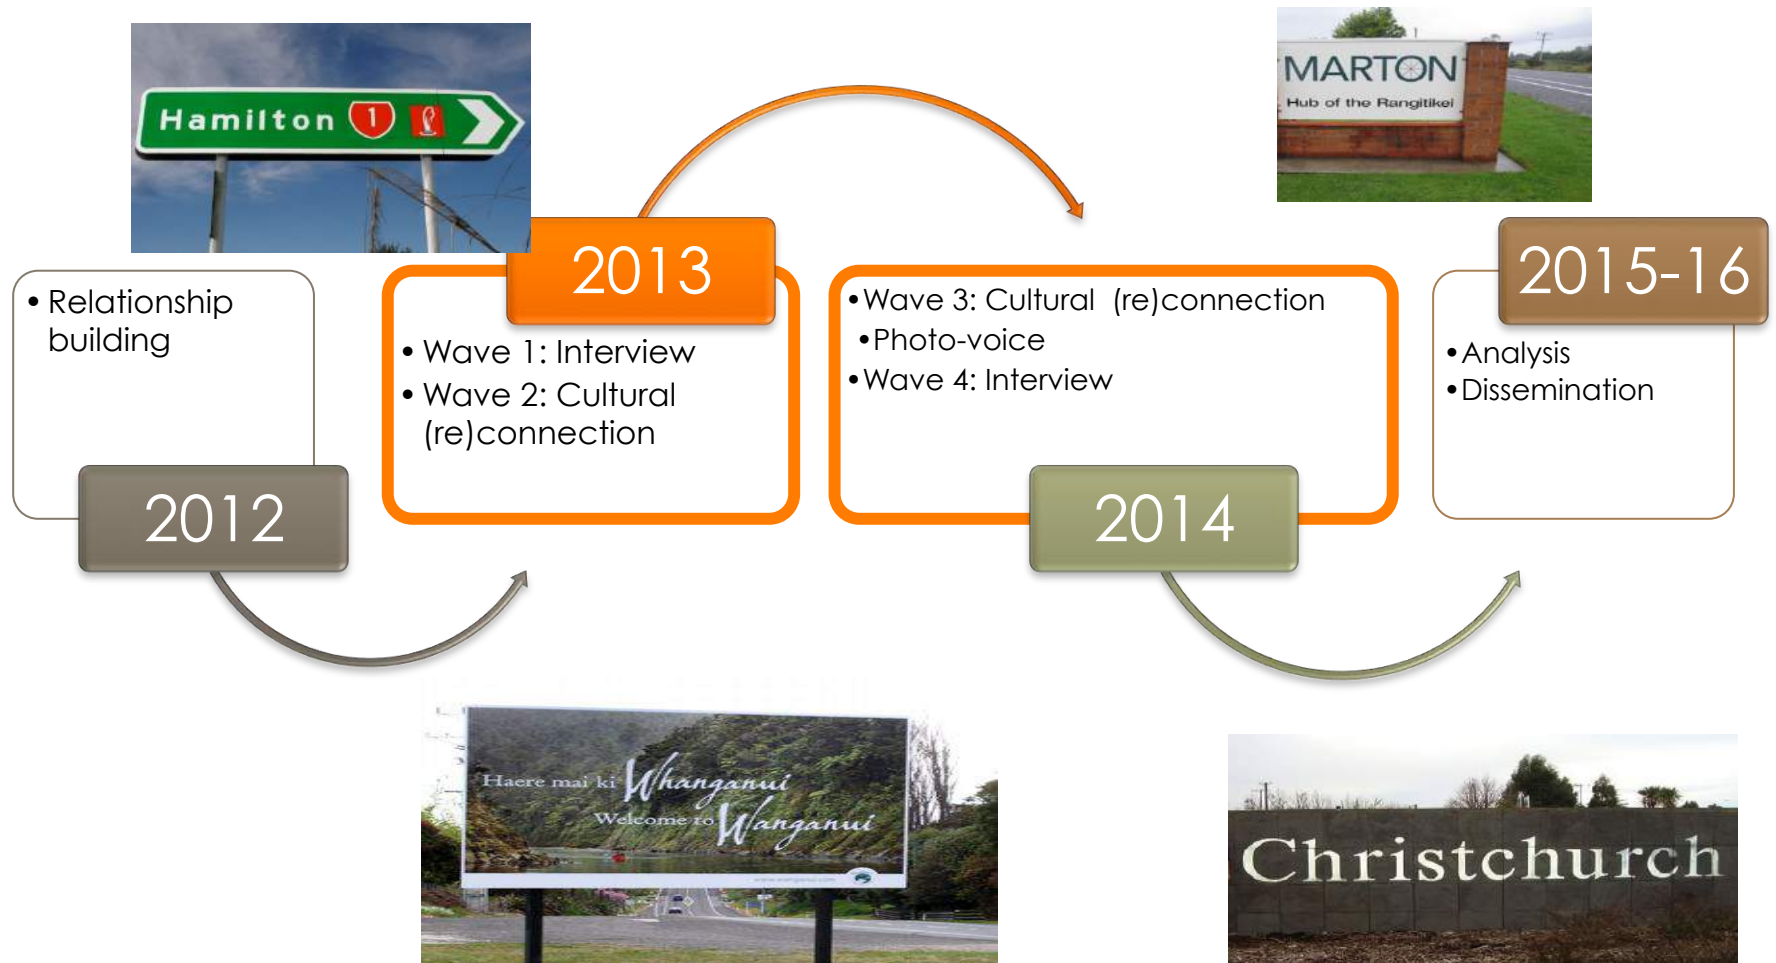 Hamilton 1
MARTON
Hub of the Rangitikei
2012
• Relationship
building
2013
• Wave 1: Interview
• Wave 2: Cultural
(re)connection
•Wave 3: Cultural (re)connection
•Photo-voice
•Wave 4: Interview
2014
2015-16
•Analysis
•Dissemination
Haere mai ki Whanganui
Welcome to Wanganui
Christchurch